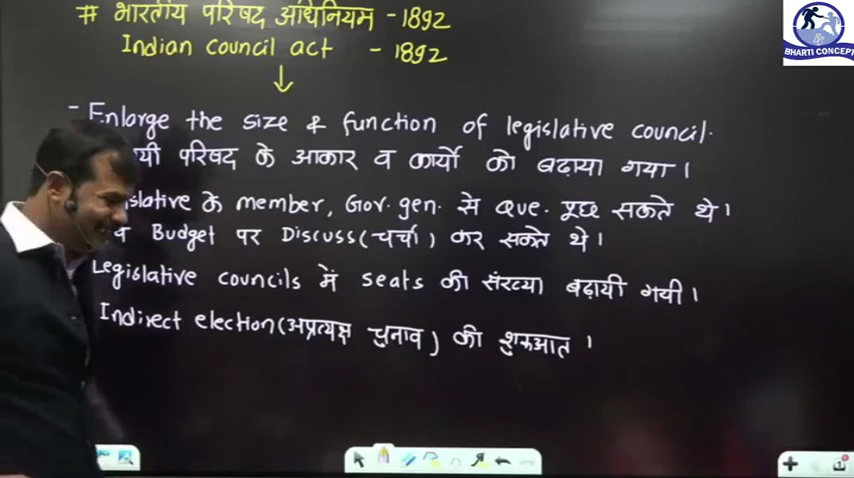 # भारतीय परिषद अधिनियम - 1892
Indian council act - 1892
- Enlarge the size & function of legislative council.
परिषद के आकार व कार्यो को बढ़ाया गया।
के member, Gov. gen. से Que. पूछ सकते थे।
व Budget पर Discuss (चर्चा) कर सकते थे।
Legislative councils में seats की संख्या बढ़ायी गयी।
Indirect election (अप्रत्यक्ष चुनाव) की शुरूआत।
BHARTI CONCEPT